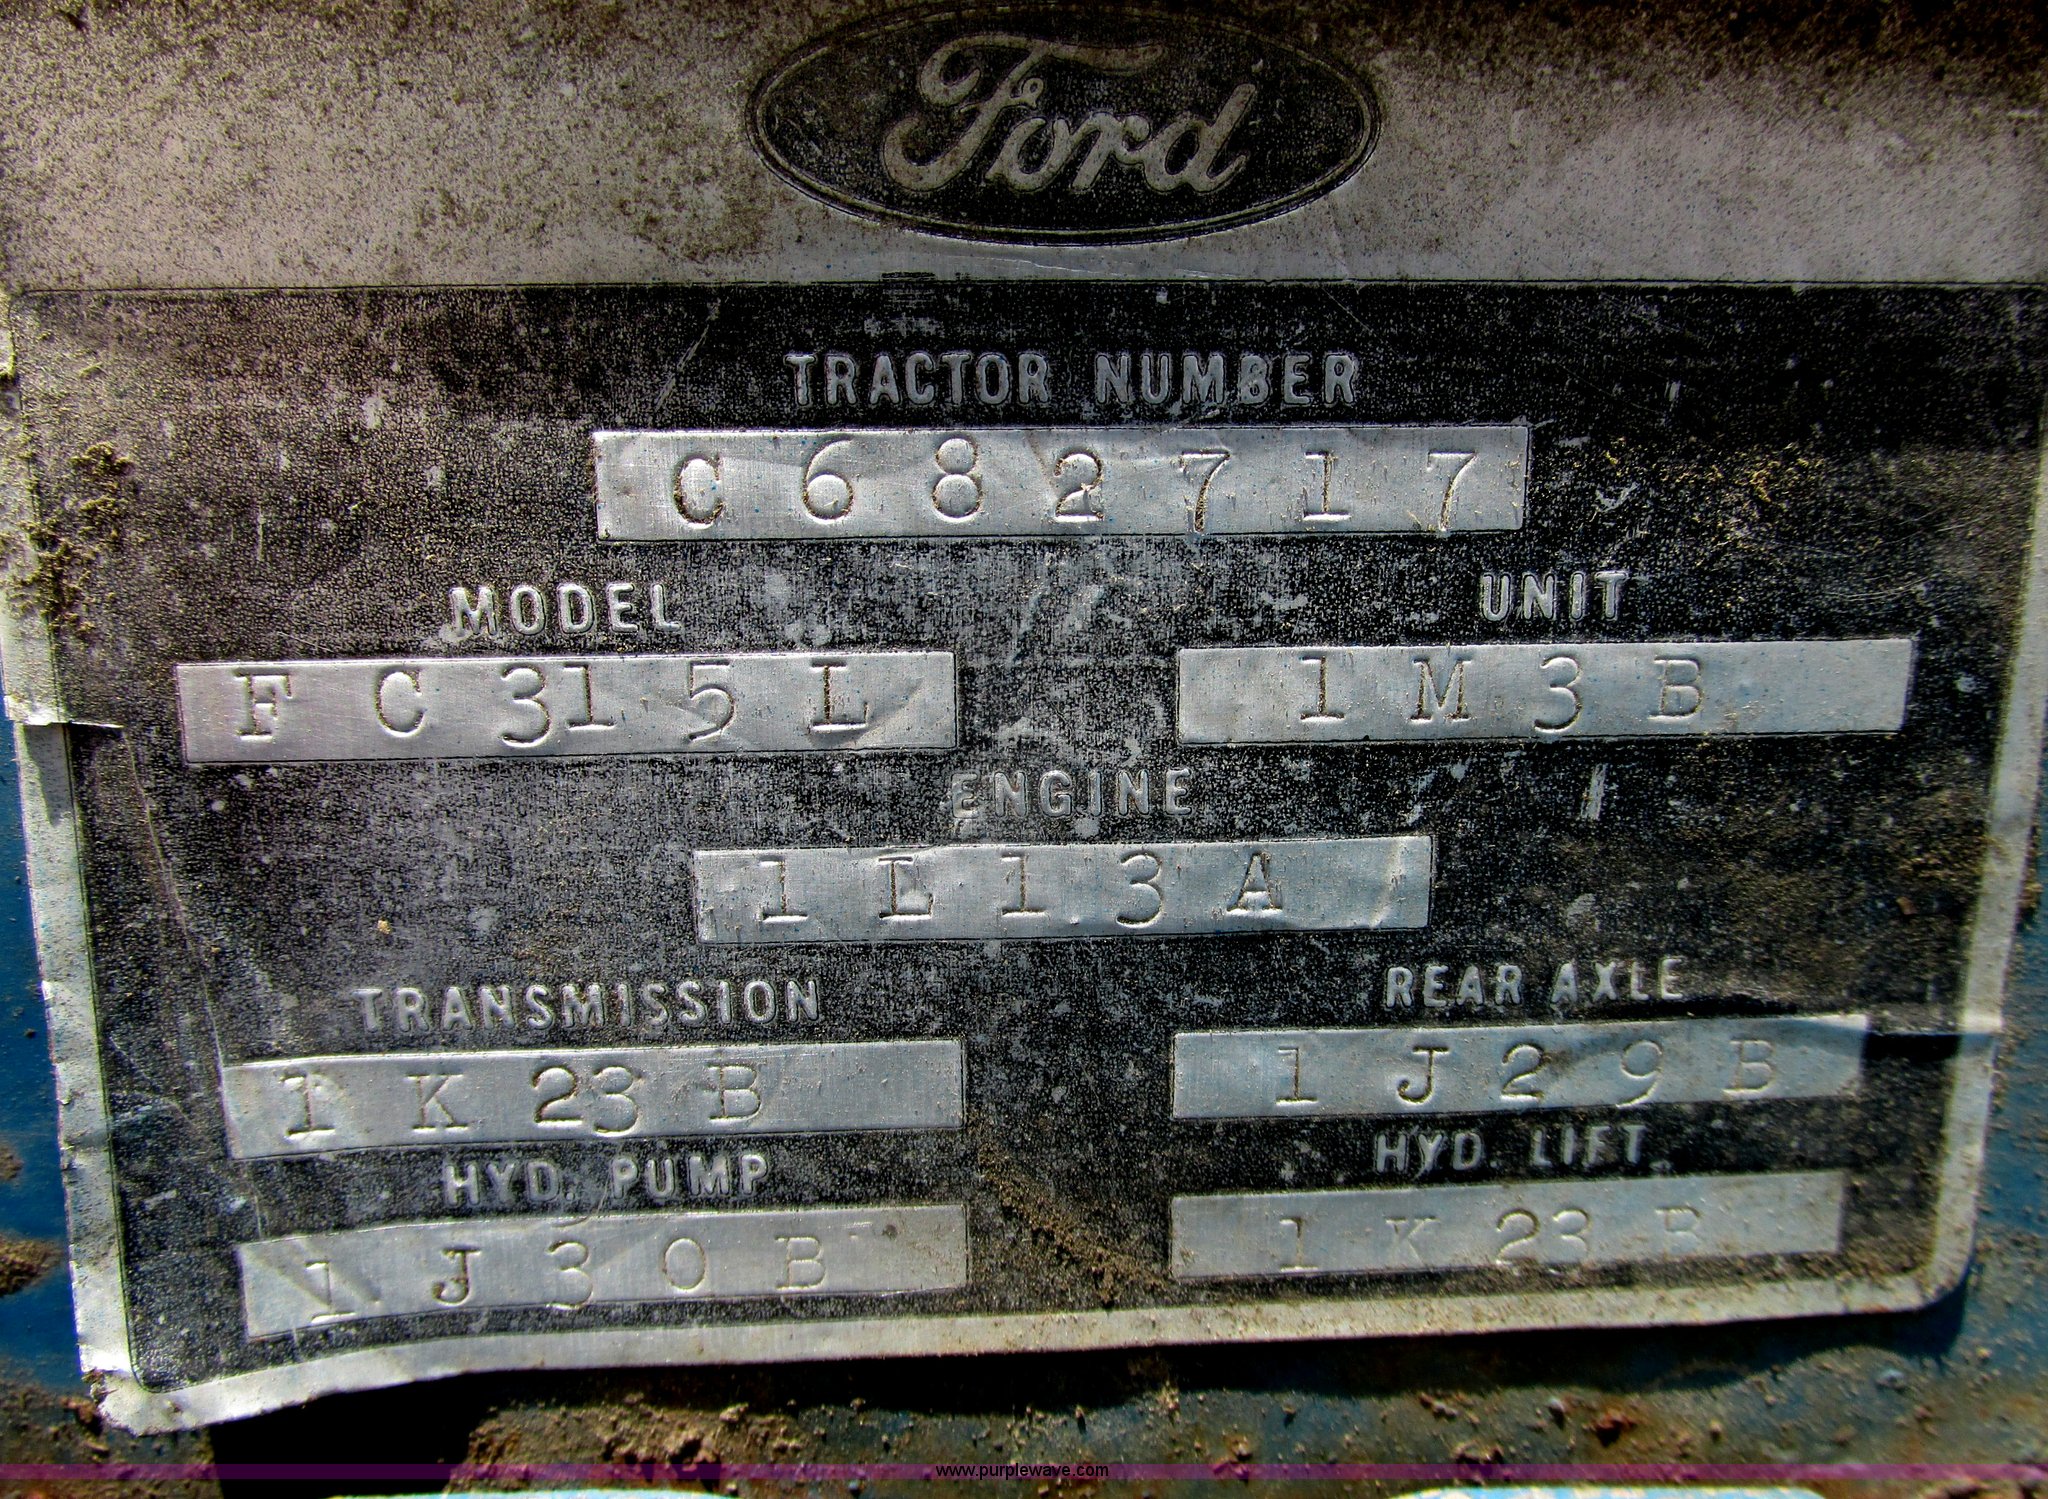 Ford
TRACTOR NUMBER
C682717
MODEL UNIT
FC315L 1M3B
ENGINE
1L13A
TRANSMISSION REAR AXLE
1K23B 1J29B
HYD. PUMP HYD. LIFT
1J30B 1K23B
www.purplewave.com